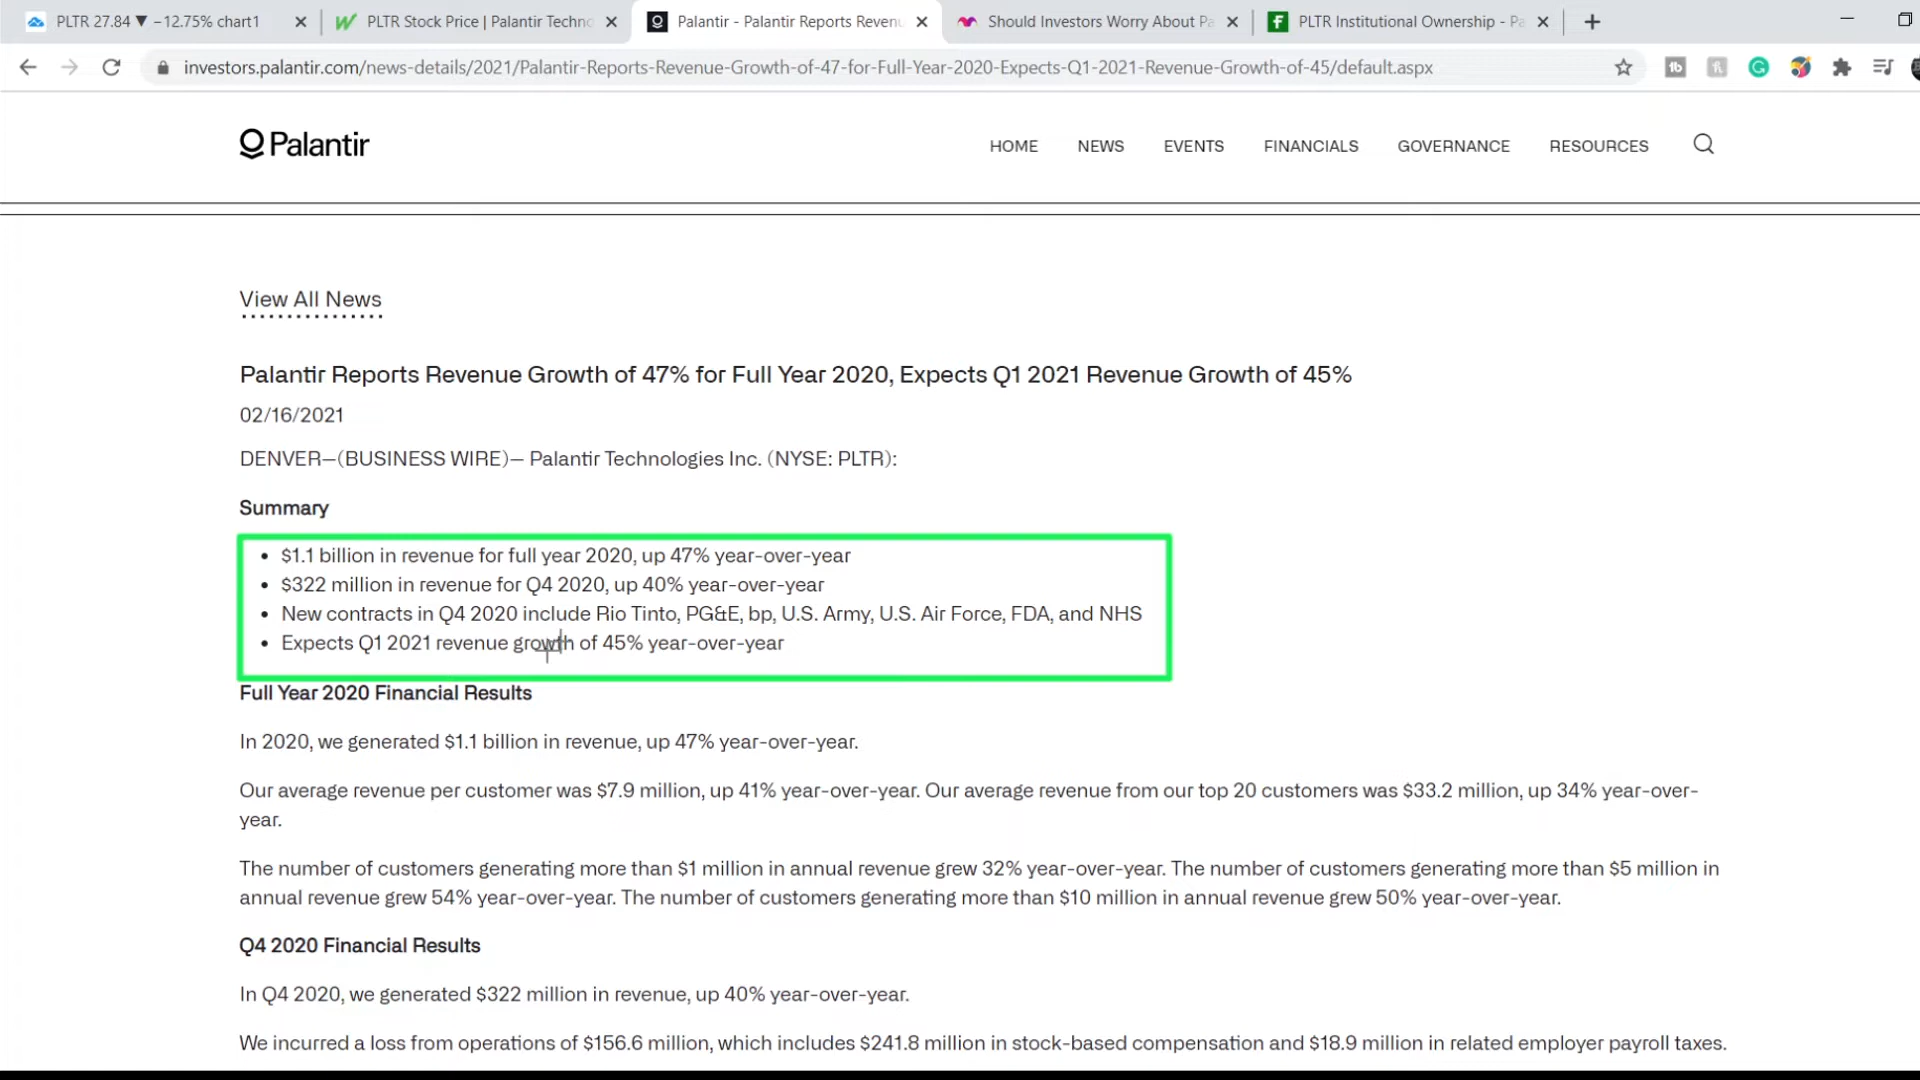 PLTR 27.84 ▼ −12.75% chart1
PLTR Stock Price | Palantir Techno
Palantir - Palantir Reports Revenu
Should Investors Worry About Pa
PLTR Institutional Ownership - Pa
investors.palantir.com/news-details/2021/Palantir-Reports-Revenue-Growth-of-47-for-Full-Year-2020-Expects-Q1-2021-Revenue-Growth-of-45/default.aspx
Palantir
HOME NEWS EVENTS FINANCIALS GOVERNANCE RESOURCES
View All News
Palantir Reports Revenue Growth of 47% for Full Year 2020, Expects Q1 2021 Revenue Growth of 45%
02/16/2021
DENVER—(BUSINESS WIRE)— Palantir Technologies Inc. (NYSE: PLTR):
Summary
• $1.1 billion in revenue for full year 2020, up 47% year-over-year
• $322 million in revenue for Q4 2020, up 40% year-over-year
• New contracts in Q4 2020 include Rio Tinto, PG&E, bp, U.S. Army, U.S. Air Force, FDA, and NHS
• Expects Q1 2021 revenue growth of 45% year-over-year
Full Year 2020 Financial Results
In 2020, we generated $1.1 billion in revenue, up 47% year-over-year.
Our average revenue per customer was $7.9 million, up 41% year-over-year. Our average revenue from our top 20 customers was $33.2 million, up 34% year-over-
year.
The number of customers generating more than $1 million in annual revenue grew 32% year-over-year. The number of customers generating more than $5 million in
annual revenue grew 54% year-over-year. The number of customers generating more than $10 million in annual revenue grew 50% year-over-year.
Q4 2020 Financial Results
In Q4 2020, we generated $322 million in revenue, up 40% year-over-year.
We incurred a loss from operations of $156.6 million, which includes $241.8 million in stock-based compensation and $18.9 million in related employer payroll taxes.